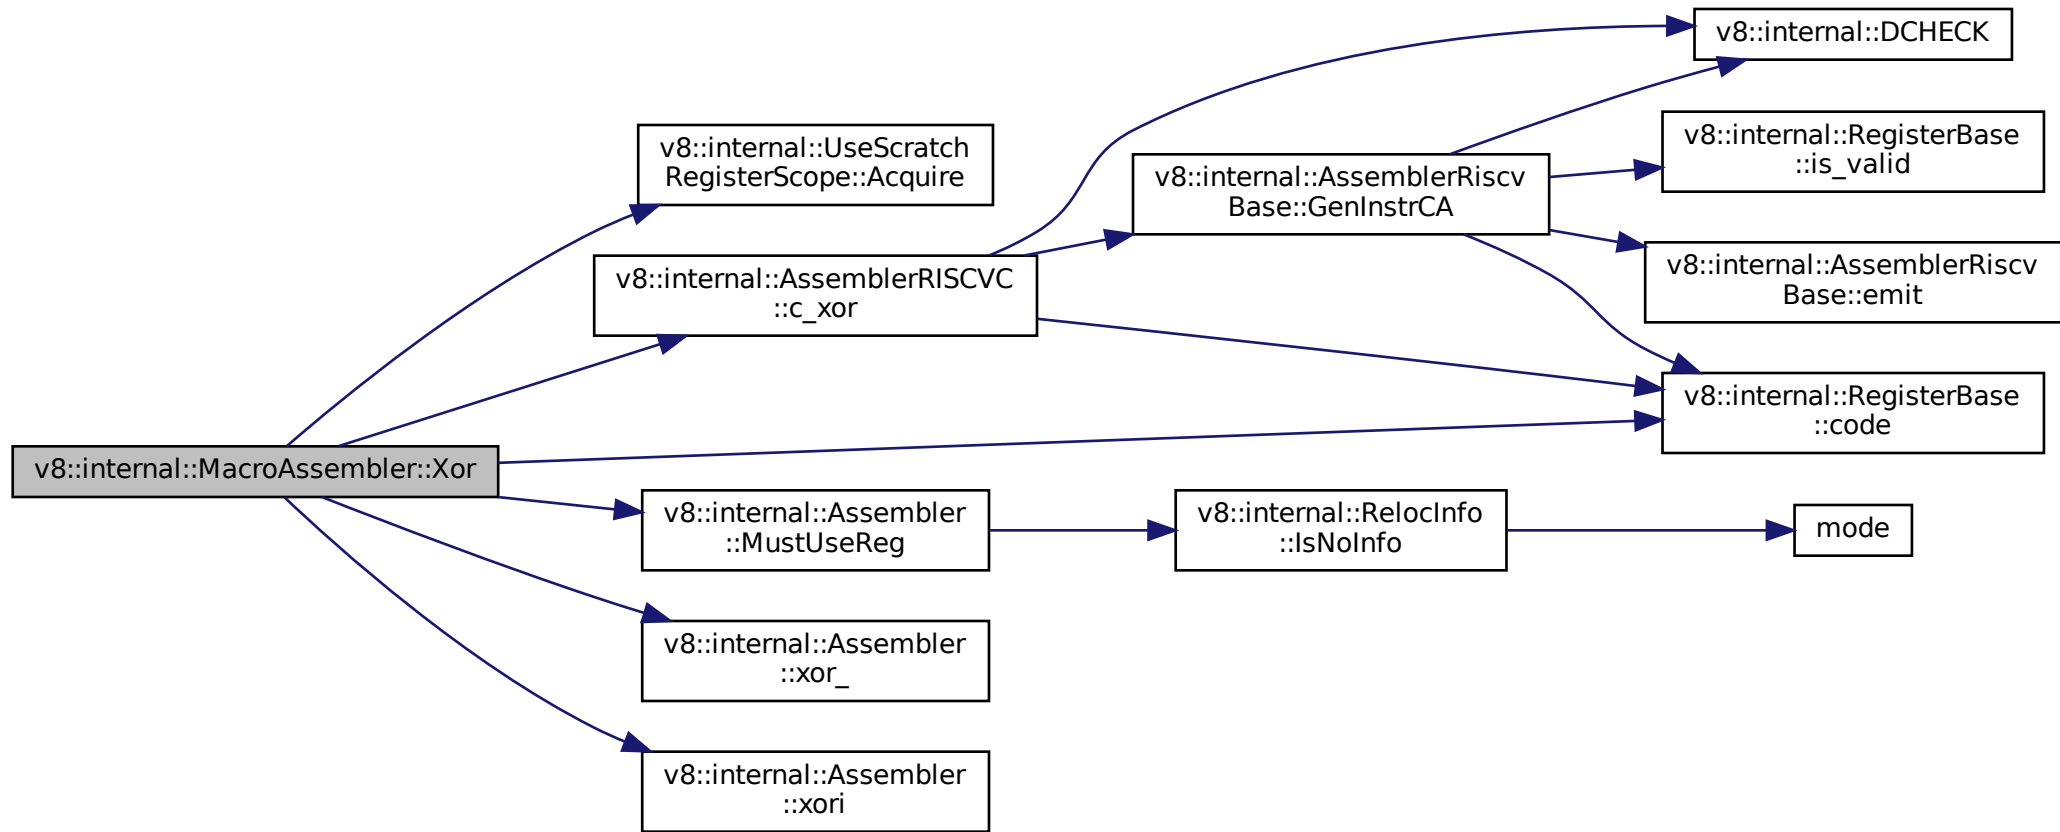 v8::internal::MacroAssembler::Xor
v8::internal::UseScratch
RegisterScope::Acquire
v8::internal::AssemblerRISCVC
::c_xor
v8::internal::AssemblerRiscv
Base::GenInstrCA
v8::internal::DCHECK
v8::internal::RegisterBase
::is_valid
v8::internal::AssemblerRiscv
Base::emit
v8::internal::RegisterBase
::code
v8::internal::Assembler
::MustUseReg
v8::internal::RelocInfo
::IsNoInfo
mode
v8::internal::Assembler
::xor_
v8::internal::Assembler
::xori